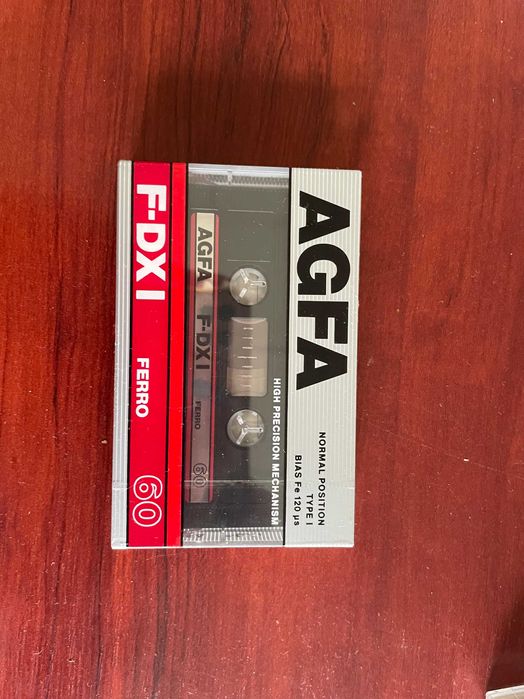 AGFA
NORMAL POSITION
TYPE I
BIAS Fe 120 µs
HIGH PRECISION MECHANISM
AGFA F-DX I FERRO 60
F-DX I FERRO 60